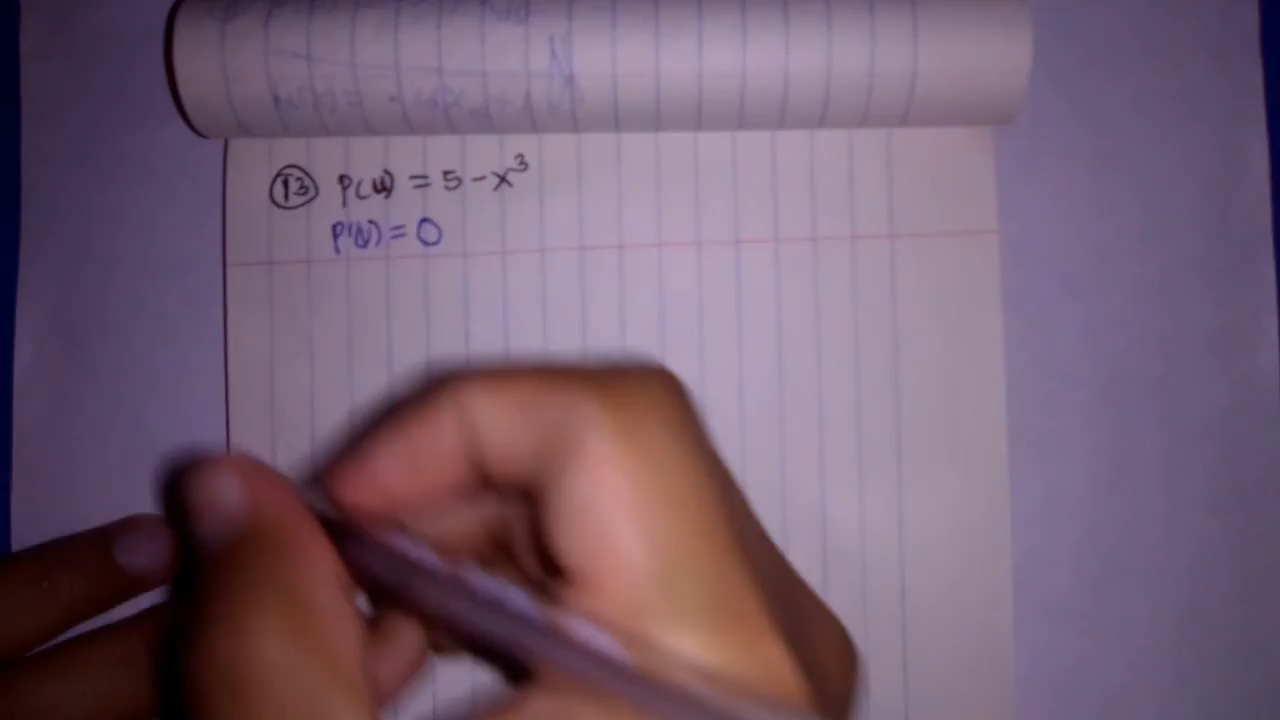 ⑬ P(x) = 5 - x³
P'(x) = 0